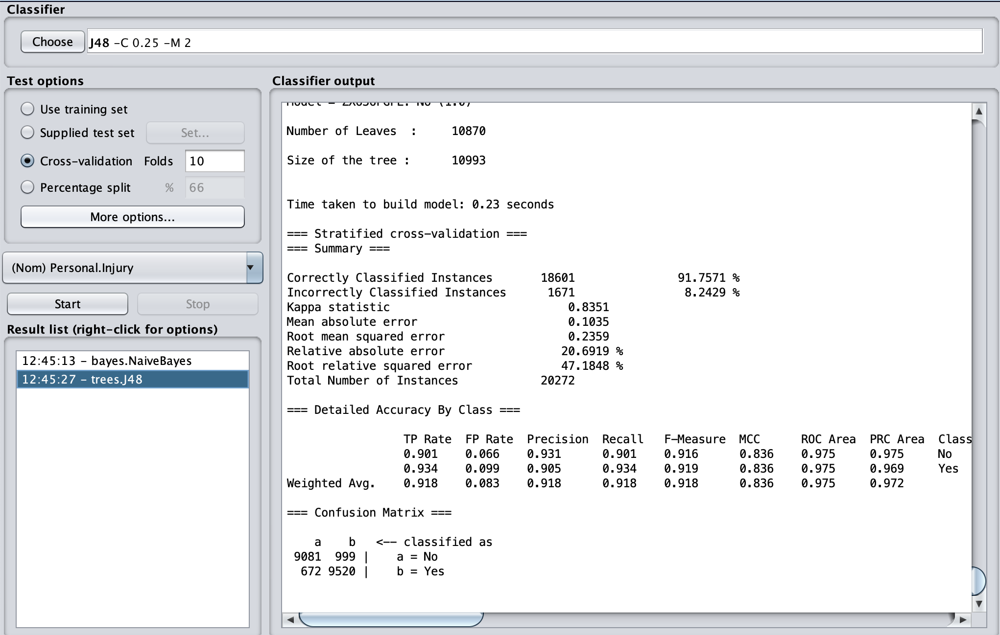 Classifier
Choose J48 -C 0.25 -M 2
Test options
Use training set
Supplied test set Set...
Cross-validation Folds 10
Percentage split % 66
More options...
(Nom) Personal.Injury
Start Stop
Result list (right-click for options)
12:45:13 - bayes.NaiveBayes
12:45:27 - trees.J48
Classifier output
Number of Leaves : 10870
Size of the tree : 10993
Time taken to build model: 0.23 seconds
=== Stratified cross-validation ===
=== Summary ===
Correctly Classified Instances 18601 91.7571 %
Incorrectly Classified Instances 1671 8.2429 %
Kappa statistic 0.8351
Mean absolute error 0.1035
Root mean squared error 0.2359
Relative absolute error 20.6919 %
Root relative squared error 47.1848 %
Total Number of Instances 20272
=== Detailed Accuracy By Class ===
TP Rate FP Rate Precision Recall F-Measure MCC ROC Area PRC Area Class
0.901 0.066 0.931 0.901 0.916 0.836 0.975 0.975 No
0.934 0.099 0.905 0.934 0.919 0.836 0.975 0.969 Yes
Weighted Avg. 0.918 0.083 0.918 0.918 0.918 0.836 0.975 0.972
=== Confusion Matrix ===
a b <-- classified as
9081 999 | a = No
672 9520 | b = Yes